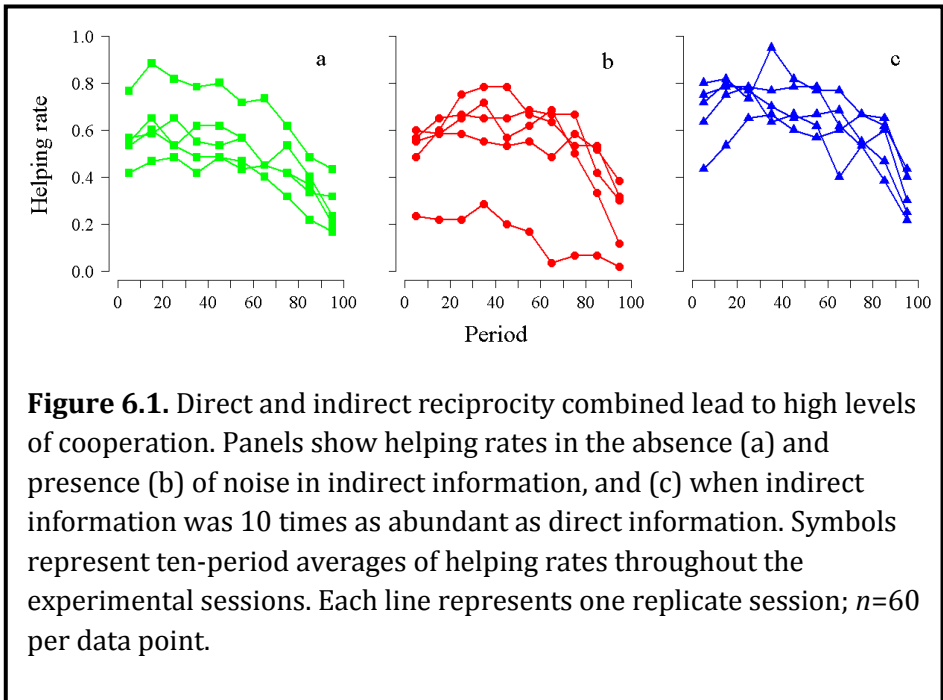 1.0
0.8
0.6
0.4
0.2
0.0
Helping rate
a
b
c
0 20 40 60 80 100
0 20 40 60 80 100
0 20 40 60 80 100
Period
Figure 6.1. Direct and indirect reciprocity combined lead to high levels
of cooperation. Panels show helping rates in the absence (a) and
presence (b) of noise in indirect information, and (c) when indirect
information was 10 times as abundant as direct information. Symbols
represent ten-period averages of helping rates throughout the
experimental sessions. Each line represents one replicate session; n=60
per data point.